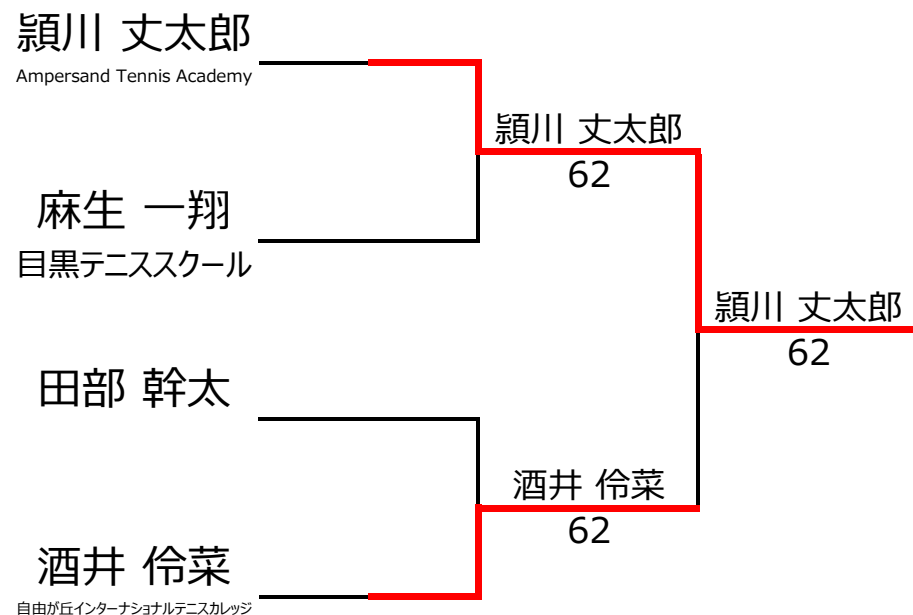 頴川 丈太郎
Ampersand Tennis Academy
頴川 丈太郎
62
麻生 一翔
目黒テニススクール
頴川 丈太郎
62
田部 幹太
酒井 伶菜
62
酒井 伶菜
自由が丘インターナショナルテニスカレッジ